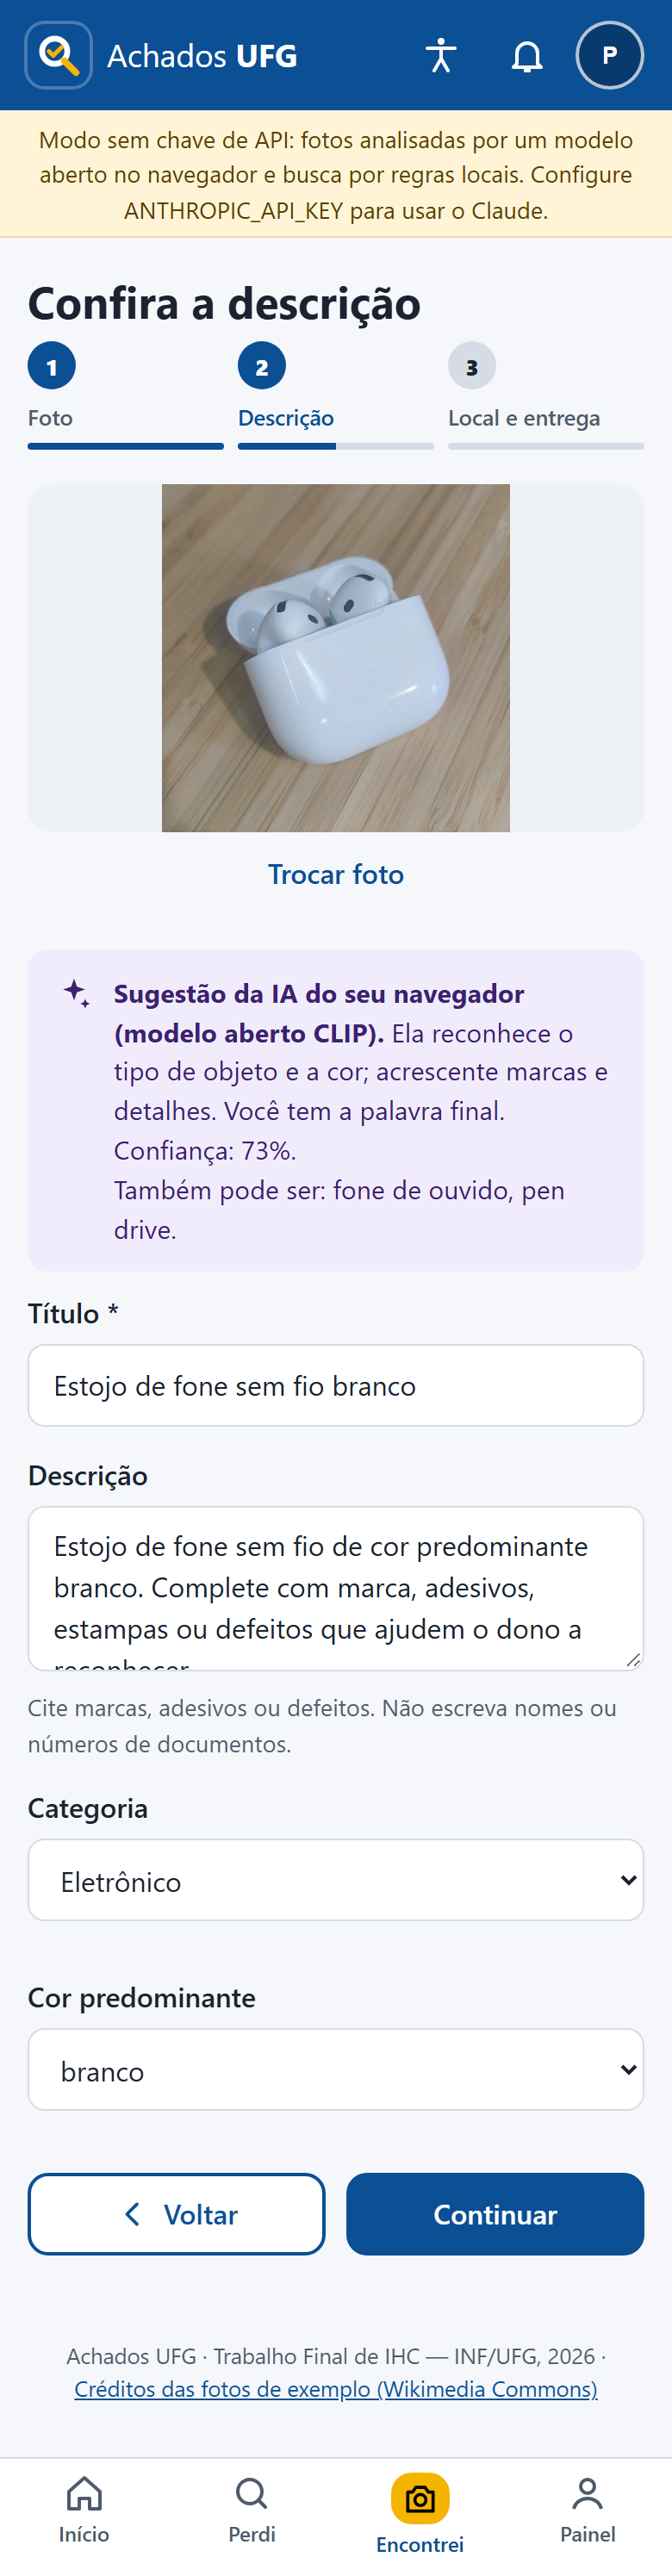 Achados UFG
P
Modo sem chave de API: fotos analisadas por um modelo
aberto no navegador e busca por regras locais. Configure
ANTHROPIC_API_KEY para usar o Claude.
Confira a descrição
1
2
3
Foto
Descrição
Local e entrega
Trocar foto
Sugestão da IA do seu navegador
(modelo aberto CLIP). Ela reconhece o
tipo de objeto e a cor; acrescente marcas e
detalhes. Você tem a palavra final.
Confiança: 73%.
Também pode ser: fone de ouvido, pen
drive.
Título *
Estojo de fone sem fio branco
Descrição
Estojo de fone sem fio de cor predominante
branco. Complete com marca, adesivos,
estampas ou defeitos que ajudem o dono a
reconhecer
Cite marcas, adesivos ou defeitos. Não escreva nomes ou
números de documentos.
Categoria
Eletrônico
Cor predominante
branco
Voltar
Continuar
Achados UFG · Trabalho Final de IHC — INF/UFG, 2026 ·
Créditos das fotos de exemplo (Wikimedia Commons)
Início
Perdi
Encontrei
Painel